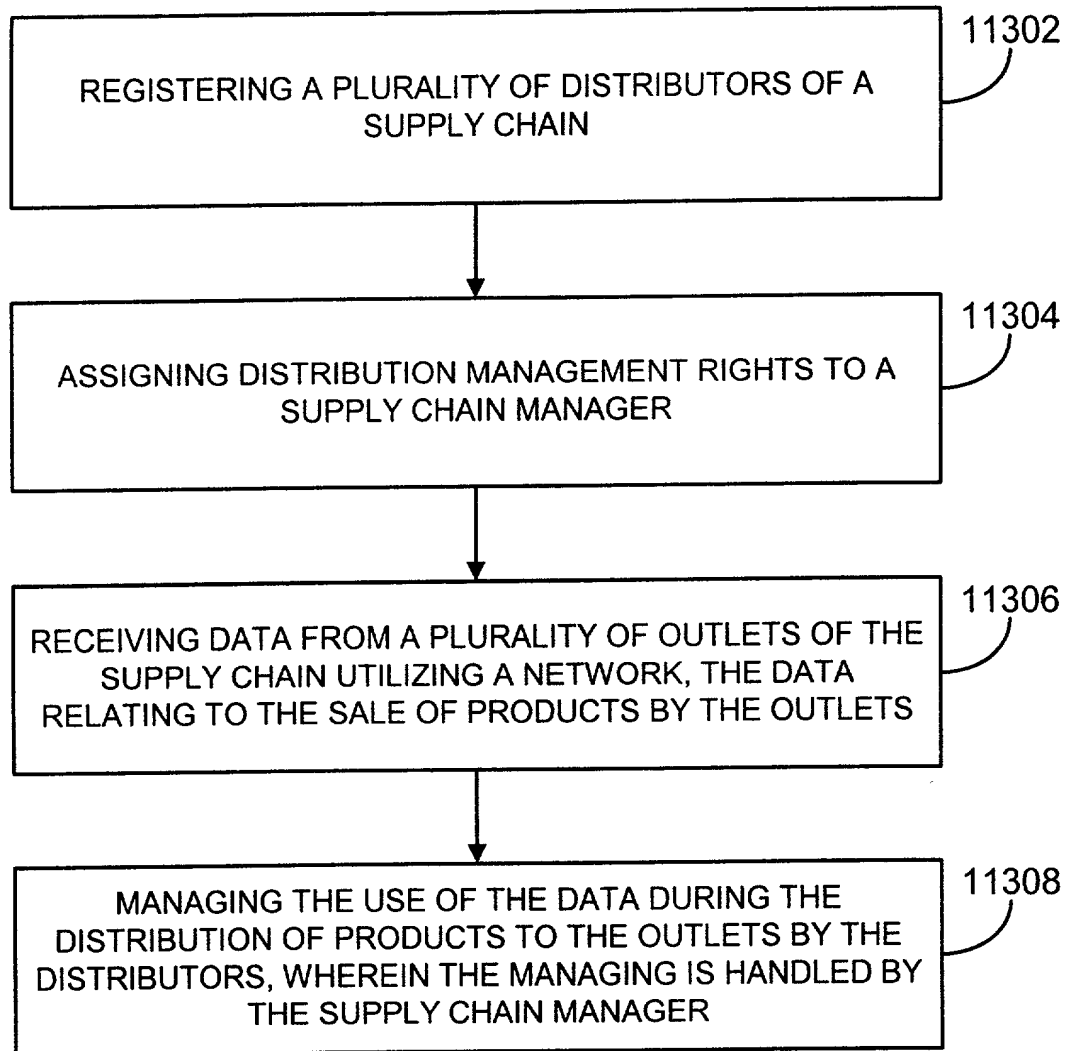 11302
REGISTERING A PLURALITY OF DISTRIBUTORS OF A
SUPPLY CHAIN
11304
ASSIGNING DISTRIBUTION MANAGEMENT RIGHTS TO A
SUPPLY CHAIN MANAGER
11306
RECEIVING DATA FROM A PLURALITY OF OUTLETS OF THE
SUPPLY CHAIN UTILIZING A NETWORK, THE DATA
RELATING TO THE SALE OF PRODUCTS BY THE OUTLETS
11308
MANAGING THE USE OF THE DATA DURING THE
DISTRIBUTION OF PRODUCTS TO THE OUTLETS BY THE
DISTRIBUTORS, WHEREIN THE MANAGING IS HANDLED BY
THE SUPPLY CHAIN MANAGER